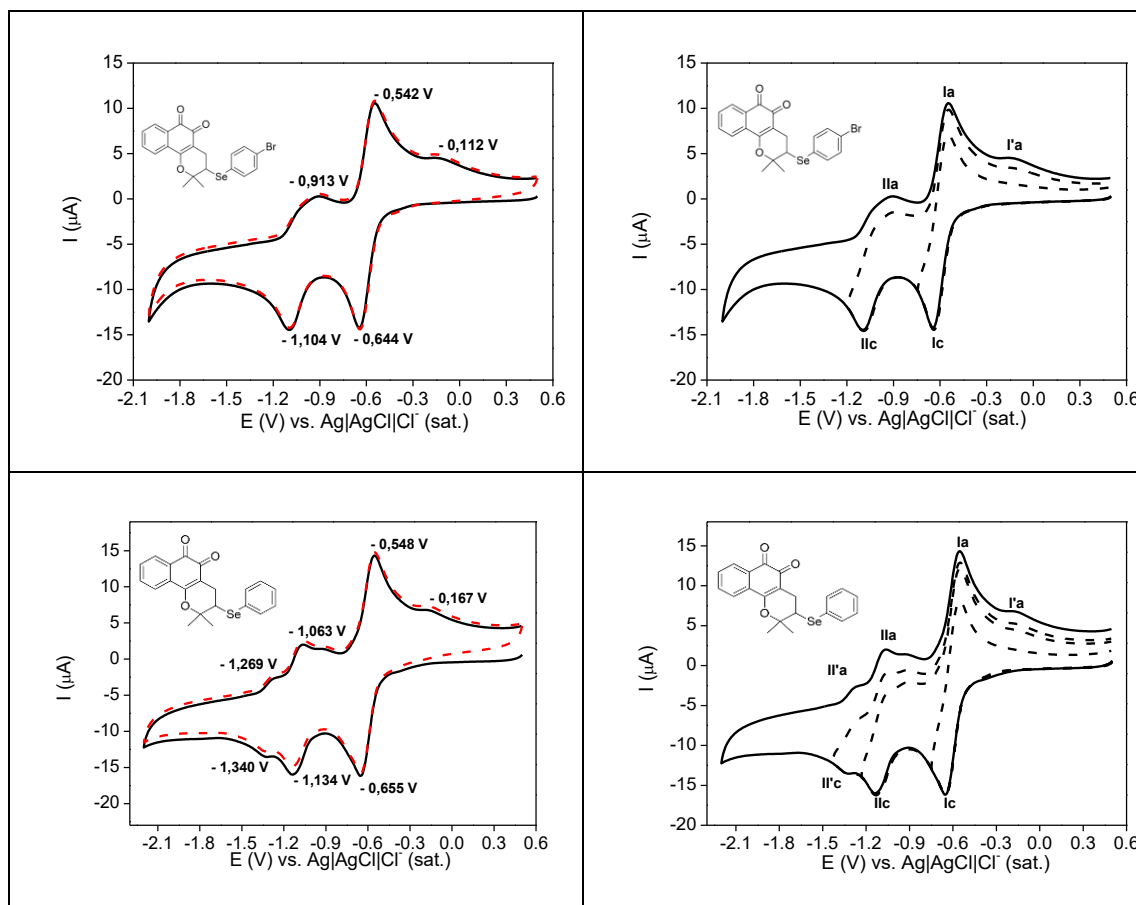 15
10
5
0
-5
-10
-15
-20
I (µA)
- 0,542 V
- 0,112 V
- 0,913 V
- 1,104 V
- 0,644 V
O
O
O
Se
Br
-2.1 -1.8 -1.5 -1.2 -0.9 -0.6 -0.3 0.0 0.3 0.6
E (V) vs. Ag|AgCl|Cl⁻ (sat.)
15
10
5
0
-5
-10
-15
-20
I (µA)
Ia
I'a
IIa
IIc
Ic
O
O
O
Se
Br
-2.1 -1.8 -1.5 -1.2 -0.9 -0.6 -0.3 0.0 0.3 0.6
E (V) vs. Ag|AgCl|Cl⁻ (sat.)
15
10
5
0
-5
-10
-15
-20
I (µA)
- 0,548 V
- 0,167 V
- 1,063 V
- 1,269 V
- 1,340 V
- 1,134 V
- 0,655 V
O
O
O
Se
-2.1 -1.8 -1.5 -1.2 -0.9 -0.6 -0.3 0.0 0.3 0.6
E (V) vs. Ag|AgCl|Cl⁻ (sat.)
15
10
5
0
-5
-10
-15
-20
I (µA)
Ia
I'a
IIa
II'a
II'c
IIc
Ic
O
O
O
Se
-2.1 -1.8 -1.5 -1.2 -0.9 -0.6 -0.3 0.0 0.3 0.6
E (V) vs. Ag|AgCl|Cl⁻ (sat.)